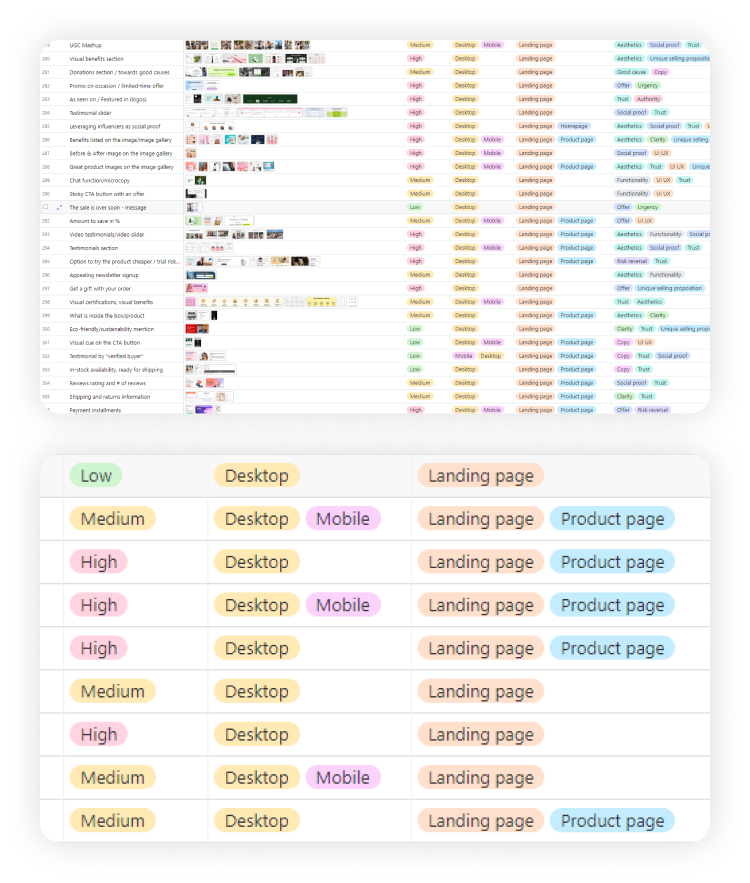 UGC Mashup Medium Desktop Mobile Landing page Aesthetics Social proof Trust
280 Visual benefits section High Desktop Landing page Aesthetics Unique selling propositio
281 Donations section / towards good causes Medium Desktop Landing page Good cause Copy
282 Promo on occasion / limited-time offer High Desktop Landing page Offer Urgency
283 As seen on / Featured in (logos) High Desktop Landing page Trust Authority
284 Testimonial slider High Desktop Landing page Social proof Trust
285 Leveraging influencers as social proof High Desktop Landing page Homepage Aesthetics Social proof Trust
286 Benefits listed on the image/image gallery High Desktop Mobile Landing page Product page Aesthetics Clarity Unique selling
287 Before & After image on the image gallery High Desktop Mobile Landing page Social proof UI UX
288 Great product images on the image gallery High Desktop Mobile Landing page Product page Aesthetics Trust UI UX Unique
289 Chat function/microcopy Medium Desktop Landing page Functionality UI UX Trust
290 Sticky CTA button with an offer Medium Desktop Landing page Functionality UI UX
The sale is over soon - message Low Desktop Landing page Offer Urgency
292 Amount to save in % Medium Desktop Mobile Landing page Product page Offer UI UX
293 Video testimonials/video slider High Desktop Landing page Product page Aesthetics Functionality Social p
294 Testimonials section High Desktop Mobile Landing page Product page Aesthetics Social proof Trust
295 Option to try the product cheaper / trial risk... High Desktop Landing page Product page Risk reversal Trust
296 Appealing newsletter signup Medium Desktop Landing page Aesthetics Functionality
297 Get a gift with your order High Desktop Landing page Offer Unique selling proposition
298 Visual certifications, visual benefits Medium Desktop Mobile Landing page Trust Aesthetics
299 What is inside the box/product Medium Desktop Landing page Product page Aesthetics Clarity
300 Eco-friendly/sustainability mention Low Desktop Landing page Clarity Trust Unique selling propo
301 Visual cue on the CTA button Low Desktop Mobile Landing page Copy UI UX
302 Testimonial by "verified buyer" Low Mobile Desktop Landing page Copy Trust Social proof
303 In-stock availability, ready for shipping Low Desktop Landing page Copy Trust
304 Reviews rating and # of reviews Medium Desktop Landing page Product page Social proof Trust
305 Shipping and returns information Medium Desktop Landing page Product page Clarity Trust
Payment installments High Desktop Mobile Landing page Product page Offer Risk reversal
Low Desktop Landing page
Medium Desktop Mobile Landing page Product page
High Desktop Landing page Product page
High Desktop Mobile Landing page Product page
High Desktop Landing page Product page
Medium Desktop Landing page
High Desktop Landing page
Medium Desktop Mobile Landing page
Medium Desktop Landing page Product page